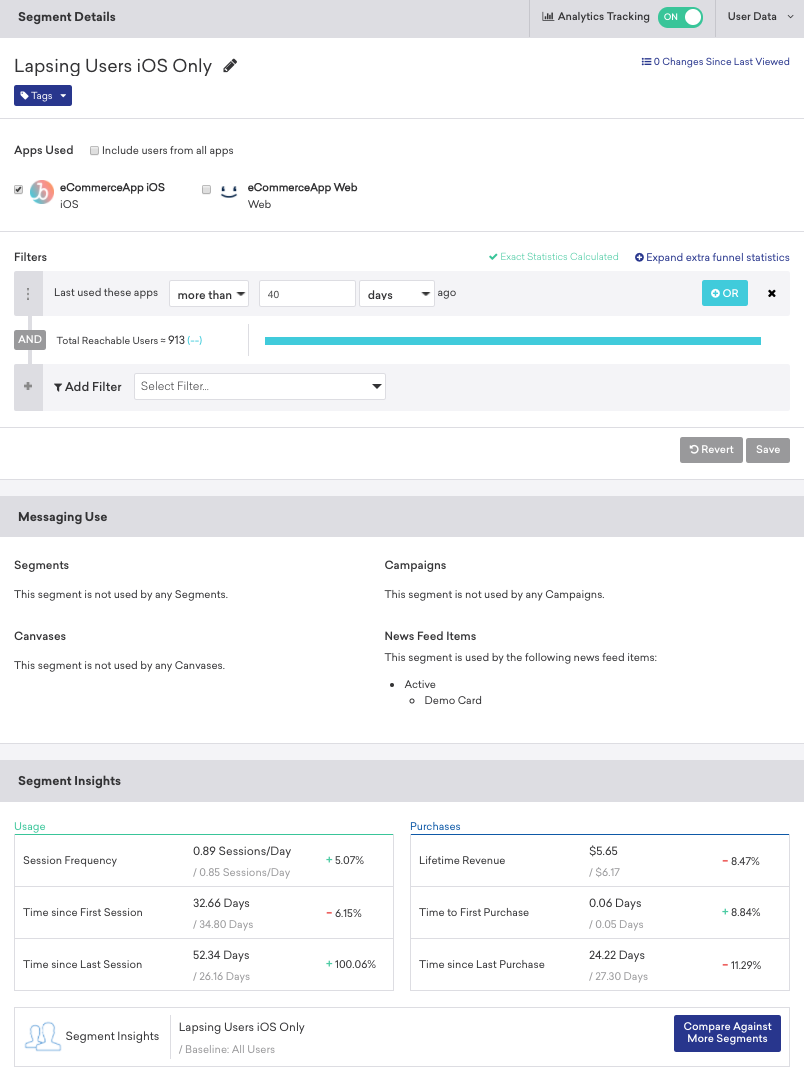 Segment Details
Analytics Tracking
ON
User Data
Lapsing Users iOS Only
0 Changes Since Last Viewed
Tags
Apps Used
Include users from all apps
eCommerceApp iOS
iOS
eCommerceApp Web
Web
Filters
Exact Statistics Calculated
Expand extra funnel statistics
Last used these apps
more than
40
days
ago
OR
AND
Total Reachable Users = 913 (--)
Add Filter
Select Filter...
Revert
Save
Messaging Use
Segments
This segment is not used by any Segments.
Campaigns
This segment is not used by any Campaigns.
Canvases
This segment is not used by any Canvases.
News Feed Items
This segment is used by the following news feed items:
Active
Demo Card
Segment Insights
Usage
Session Frequency
0.89 Sessions/Day
/ 0.85 Sessions/Day
+ 5.07%
Time since First Session
32.66 Days
/ 34.80 Days
− 6.15%
Time since Last Session
52.34 Days
/ 26.16 Days
+ 100.06%
Purchases
Lifetime Revenue
$5.65
/ $6.17
− 8.47%
Time to First Purchase
0.06 Days
/ 0.05 Days
+ 8.84%
Time since Last Purchase
24.22 Days
/ 27.30 Days
− 11.29%
Segment Insights
Lapsing Users iOS Only
/ Baseline: All Users
Compare Against
More Segments